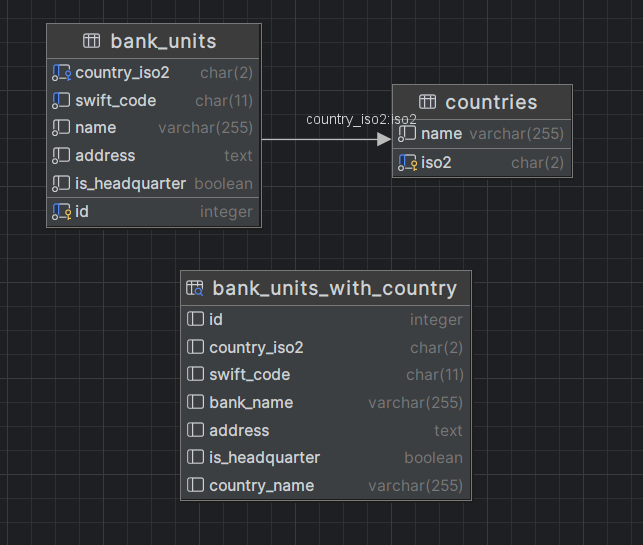 bank_units
country_iso2 char(2)
swift_code char(11)
name varchar(255)
address text
is_headquarter boolean
id integer
country_iso2:iso2
countries
name varchar(255)
iso2 char(2)
bank_units_with_country
id integer
country_iso2 char(2)
swift_code char(11)
bank_name varchar(255)
address text
is_headquarter boolean
country_name varchar(255)